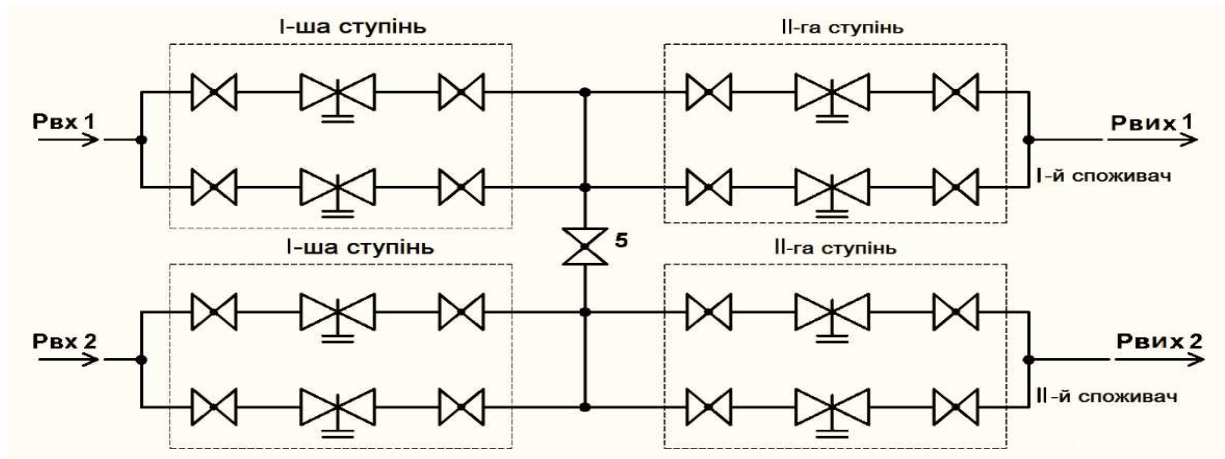 І-ша ступінь
ІІ-га ступінь
Рвх 1
Рвих 1
І-й споживач
5
І-ша ступінь
ІІ-га ступінь
Рвх 2
Рвих 2
ІІ-й споживач